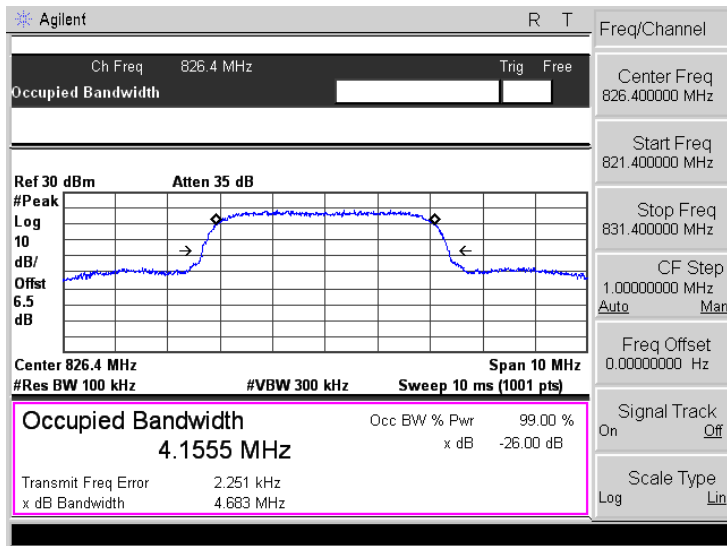 Agilent R T
Freq/Channel
Ch Freq 826.4 MHz Trig Free
Occupied Bandwidth
Center Freq
826.400000 MHz
Start Freq
821.400000 MHz
Stop Freq
831.400000 MHz
CF Step
1.00000000 MHz
Auto Man
Freq Offset
0.00000000 Hz
Signal Track
On Off
Scale Type
Log Lin
Ref 30 dBm Atten 35 dB
#Peak
Log
10
dB/
Offst
6.5
dB
Center 826.4 MHz Span 10 MHz
#Res BW 100 kHz #VBW 300 kHz Sweep 10 ms (1001 pts)
Occupied Bandwidth Occ BW % Pwr 99.00 %
4.1555 MHz x dB -26.00 dB
Transmit Freq Error 2.251 kHz
x dB Bandwidth 4.683 MHz